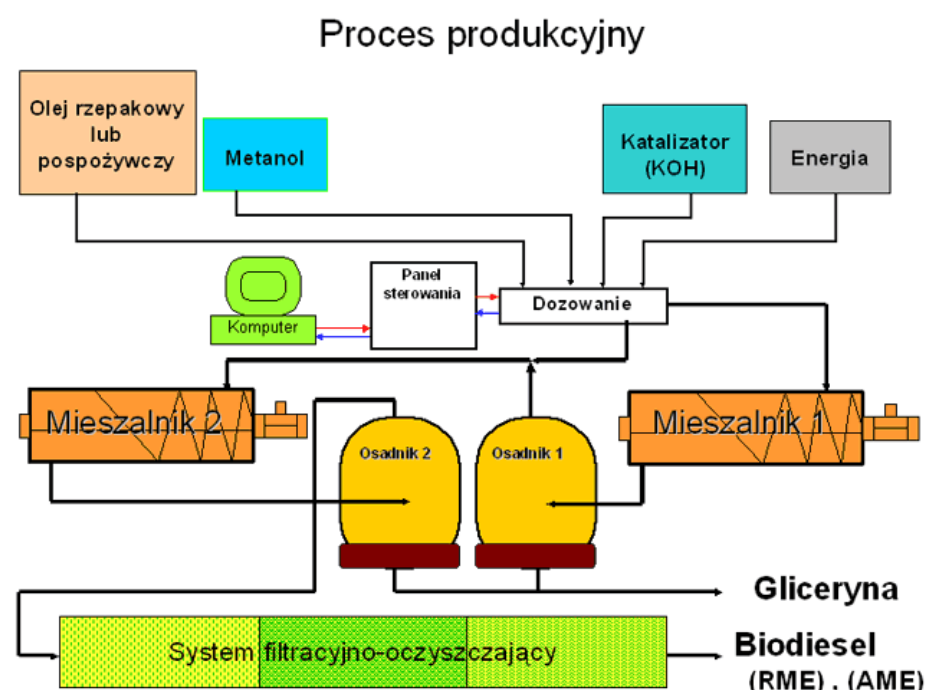 Proces produkcyjny
Olej rzepakowy
lub
pospożywczy
Metanol
Katalizator
(KOH)
Energia
Panel
sterowania
Komputer
Dozowanie
Mieszalnik 2
Osadnik 2
Osadnik 1
Mieszalnik 1
Gliceryna
System filtracyjno-oczyszczający
Biodiesel
(RME) , (AME)